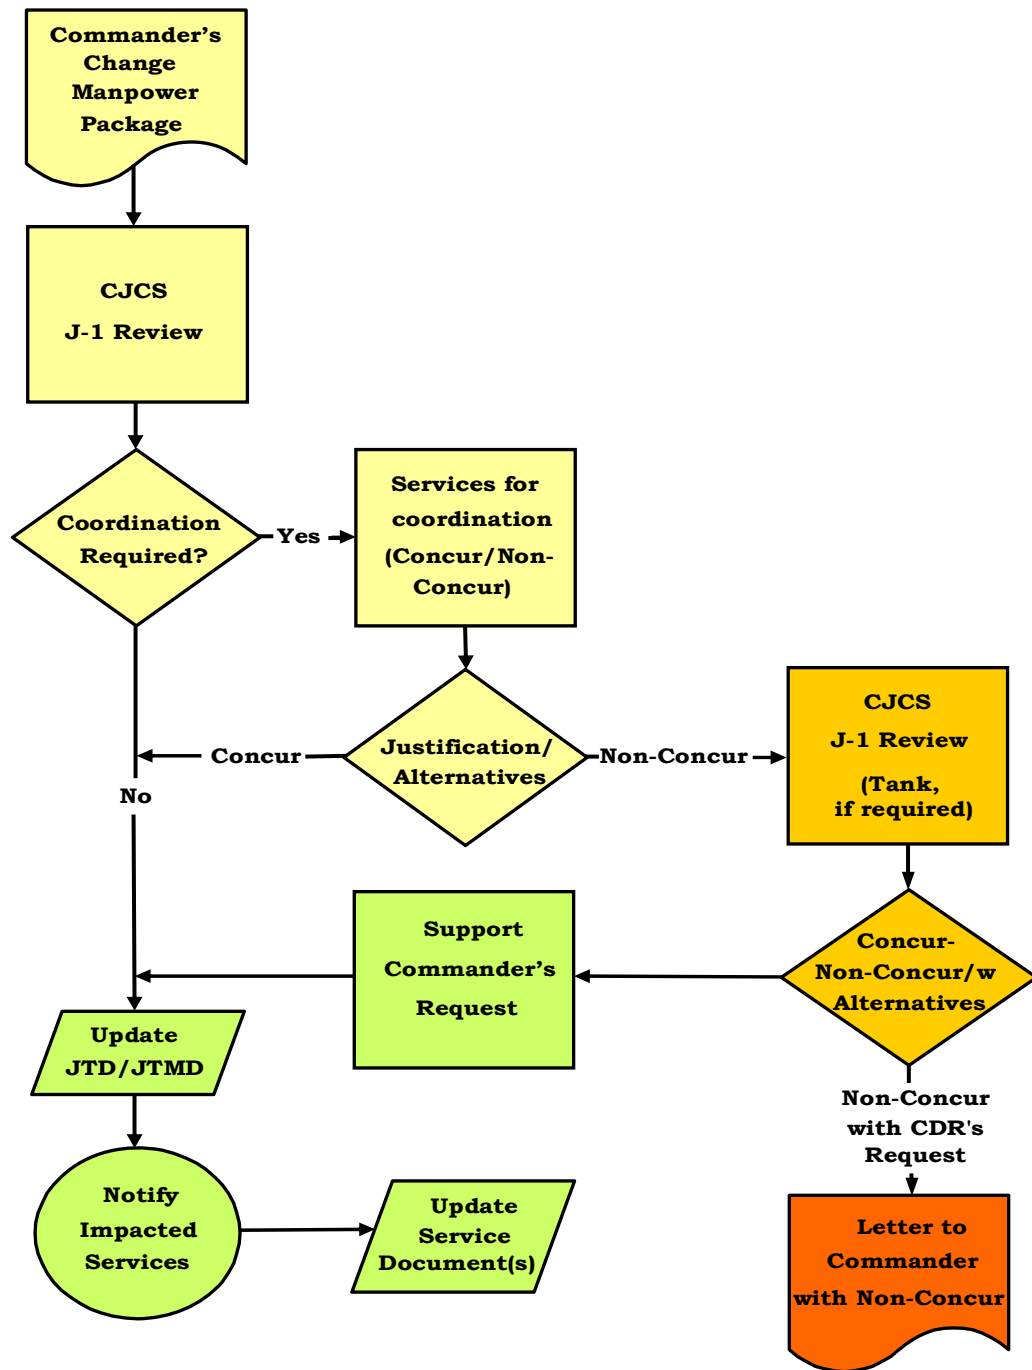 Commander’s
Change
Manpower
Package
CJCS
J-1 Review
Coordination
Required?
Yes
Services for
coordination
(Concur/Non-
Concur)
Justification/
Alternatives
Concur
Non-Concur
No
CJCS
J-1 Review
(Tank,
if required)
Concur-
Non-Concur/w
Alternatives
Support
Commander’s
Request
Update
JTD/JTMD
Non-Concur
with CDR's
Request
Notify
Impacted
Services
Update
Service
Document(s)
Letter to
Commander
with Non-Concur